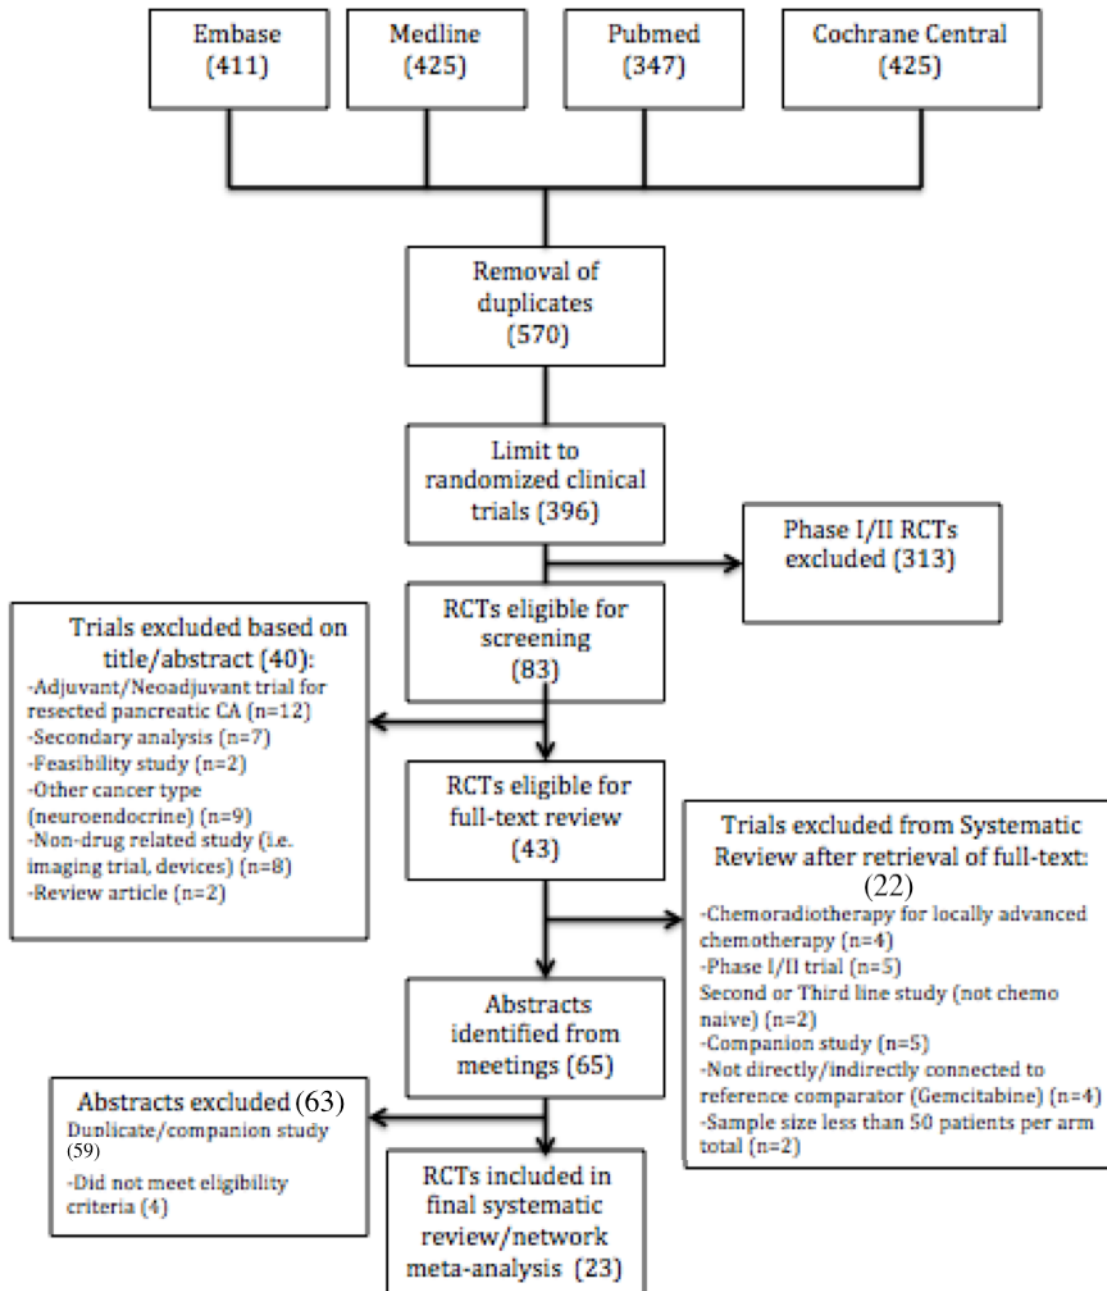 Embase
(411)
Medline
(425)
Pubmed
(347)
Cochrane Central
(425)
Removal of
duplicates
(570)
Limit to
randomized clinical
trials (396)
Phase I/II RCTs
excluded (313)
RCTs eligible for
screening
(83)
Trials excluded based on
title/abstract (40):
-Adjuvant/Neoadjuvant trial for
resected pancreatic CA (n=12)
-Secondary analysis (n=7)
-Feasibility study (n=2)
-Other cancer type
(neuroendocrine) (n=9)
-Non-drug related study (i.e.
imaging trial, devices) (n=8)
-Review article (n=2)
RCTs eligible for
full-text review
(43)
Trials excluded from Systematic
Review after retrieval of full-text:
(22)
-Chemoradiotherapy for locally advanced
chemotherapy (n=4)
-Phase I/II trial (n=5)
Second or Third line study (not chemo
naive) (n=2)
-Companion study (n=5)
-Not directly/indirectly connected to
reference comparator (Gemcitabine) (n=4)
-Sample size less than 50 patients per arm
total (n=2)
Abstracts
identified from
meetings (65)
Abstracts excluded (63)
Duplicate/companion study
(59)
-Did not meet eligibility
criteria (4)
RCTs included in
final systematic
review/network
meta-analysis (23)